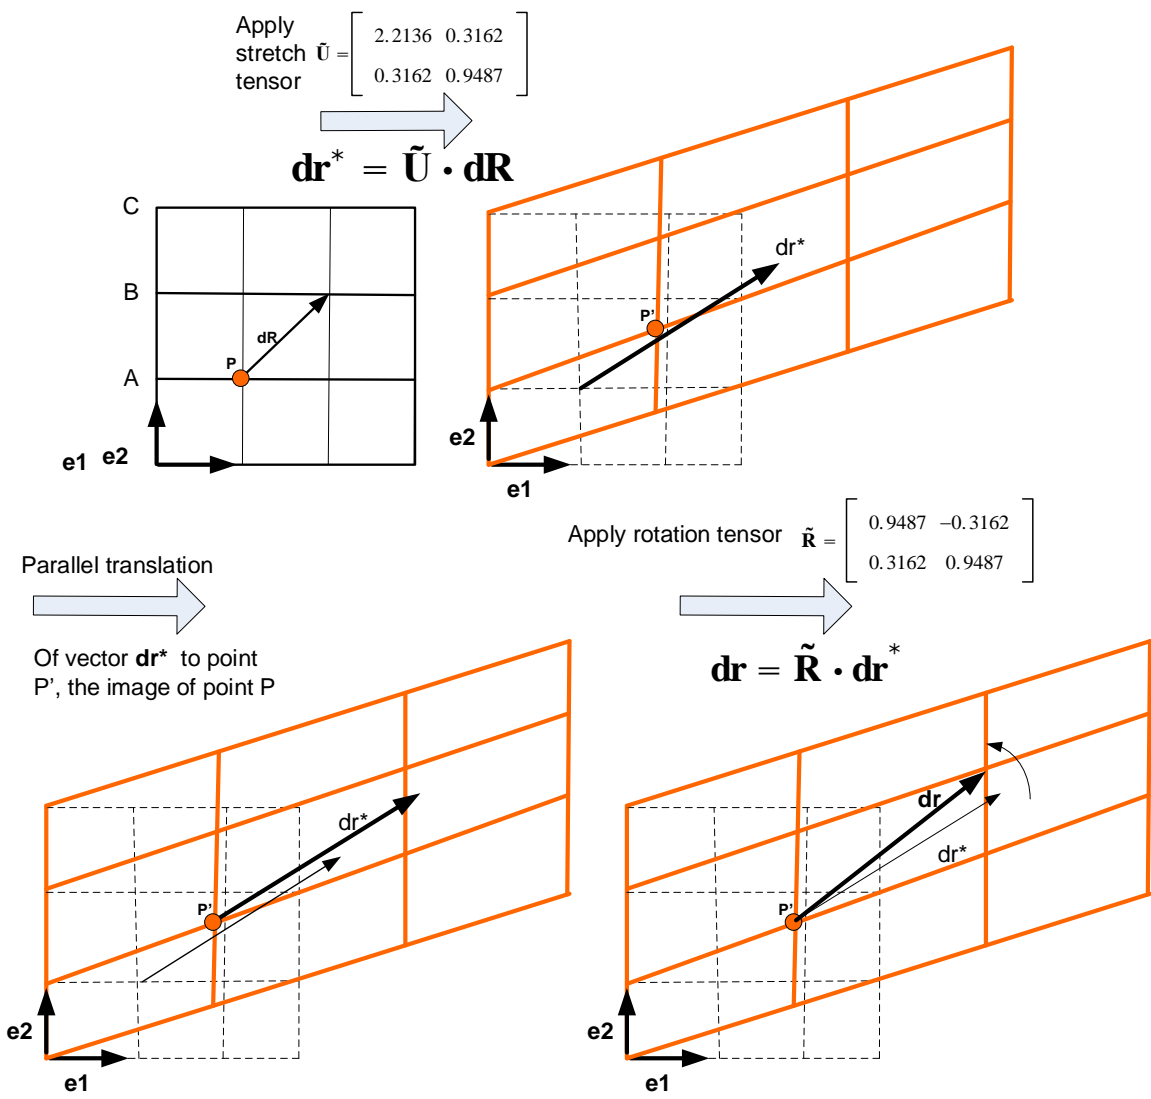 Apply
stretch
tensor
Ũ = [ 2.2136 0.3162
0.3162 0.9487 ]
dr* = Ũ · dR
C
B
A
P
dR
e1 e2
dr*
P'
e2
e1
Apply rotation tensor R̃ = [ 0.9487 –0.3162
0.3162 0.9487 ]
Parallel translation
Of vector dr* to point
P’, the image of point P
dr = R̃ · dr*
dr*
P'
e2
e1
dr
dr*
P'
e2
e1